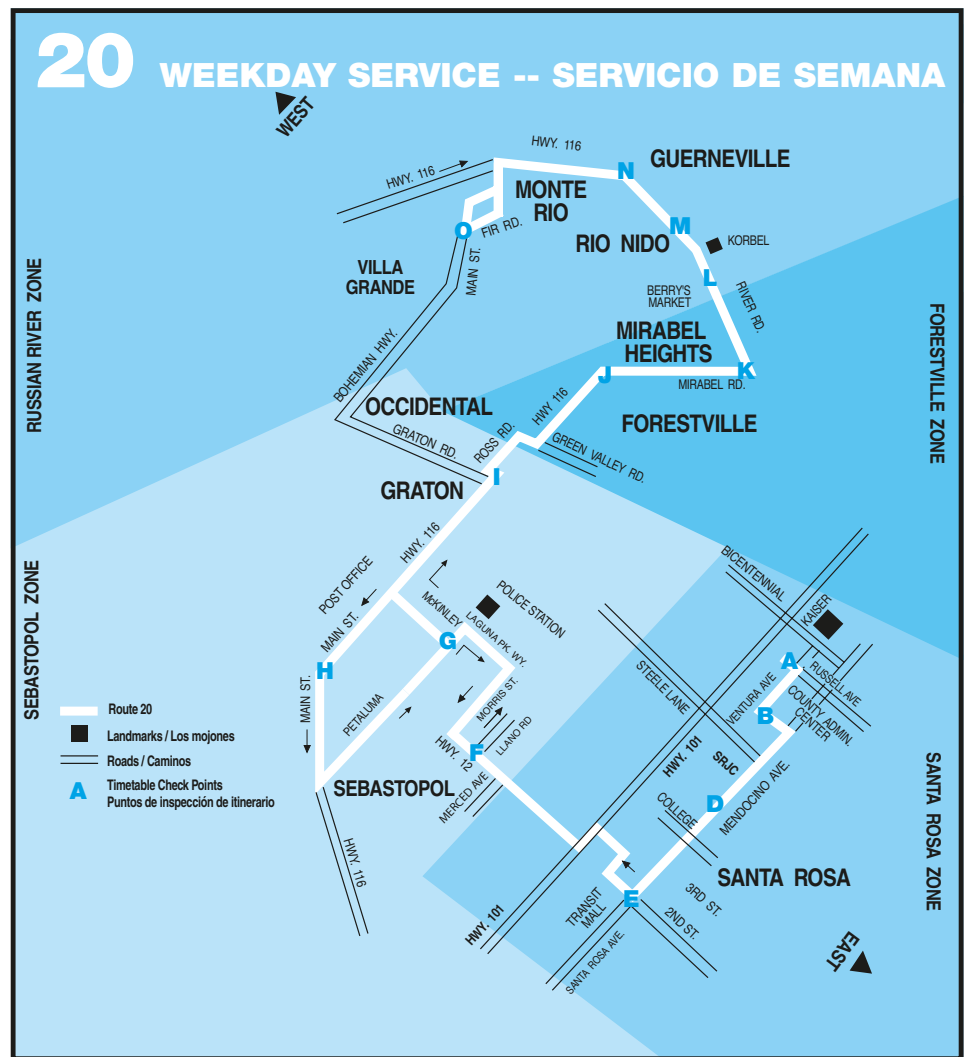 20 WEEKDAY SERVICE -- SERVICIO DE SEMANA
WEST
HWY. 116
HWY. 116
GUERNEVILLE
N
MONTE
RIO
O
FIR RD.
M
RIO NIDO
KORBEL
MAIN ST.
VILLA
GRANDE
L
BERRY'S
MARKET
RIVER RD.
RUSSIAN RIVER ZONE
FORESTVILLE ZONE
MIRABEL
HEIGHTS
BOHEMIAN HWY.
J
K
MIRABEL RD.
OCCIDENTAL
HWY 116
FORESTVILLE
GRATON RD.
ROSS RD.
GREEN VALLEY RD.
I
GRATON
HWY. 116
BICENTENNIAL
SEBASTOPOL ZONE
POST OFFICE
POLICE STATION
KAISER
McKINLEY
LAGUNA PK. WY.
MAIN ST.
G
H
STEELE LANE
A
RUSSELL AVE
VENTURA AVE
COUNTY ADMIN.
CENTER
B
MAIN ST.
PETALUMA
MORRIS ST.
LLANO RD
HWY. 12
F
Route 20
Landmarks / Los mojones
Roads / Caminos
A
Timetable Check Points
Puntos de inspección de itinerario
SEBASTOPOL
MERCED AVE
HWY. 101
SRJC
MENDOCINO AVE.
D
COLLEGE
SANTA ROSA ZONE
HWY. 116
SANTA ROSA
E
TRANSIT
MALL
3RD ST.
2ND ST.
HWY. 101
SANTA ROSA AVE.
EAST